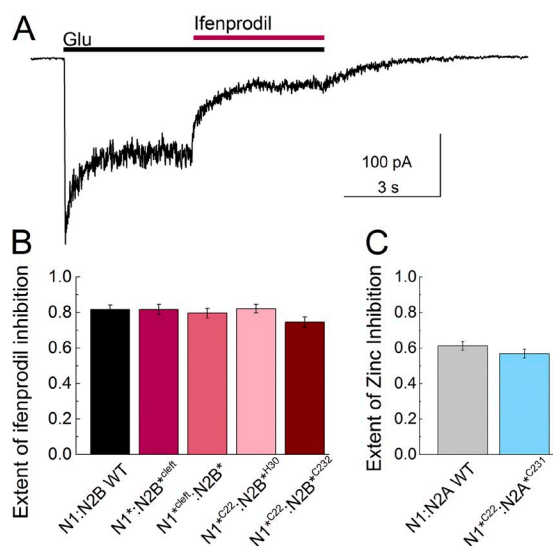 A
Ifenprodil
Glu
100 pA
3 s
B
Extent of ifenprodil inhibition
1.0
0.8
0.6
0.4
0.2
0.0
N1:N2B WT
N1*:N2B*cleft
N1*cleft:N2B*
N1*C22:N2B*H30
N1*C22:N2B*C232
C
Extent of Zinc Inhibition
1.0
0.8
0.6
0.4
0.2
0.0
N1:N2A WT
N1*C22:N2A*C231